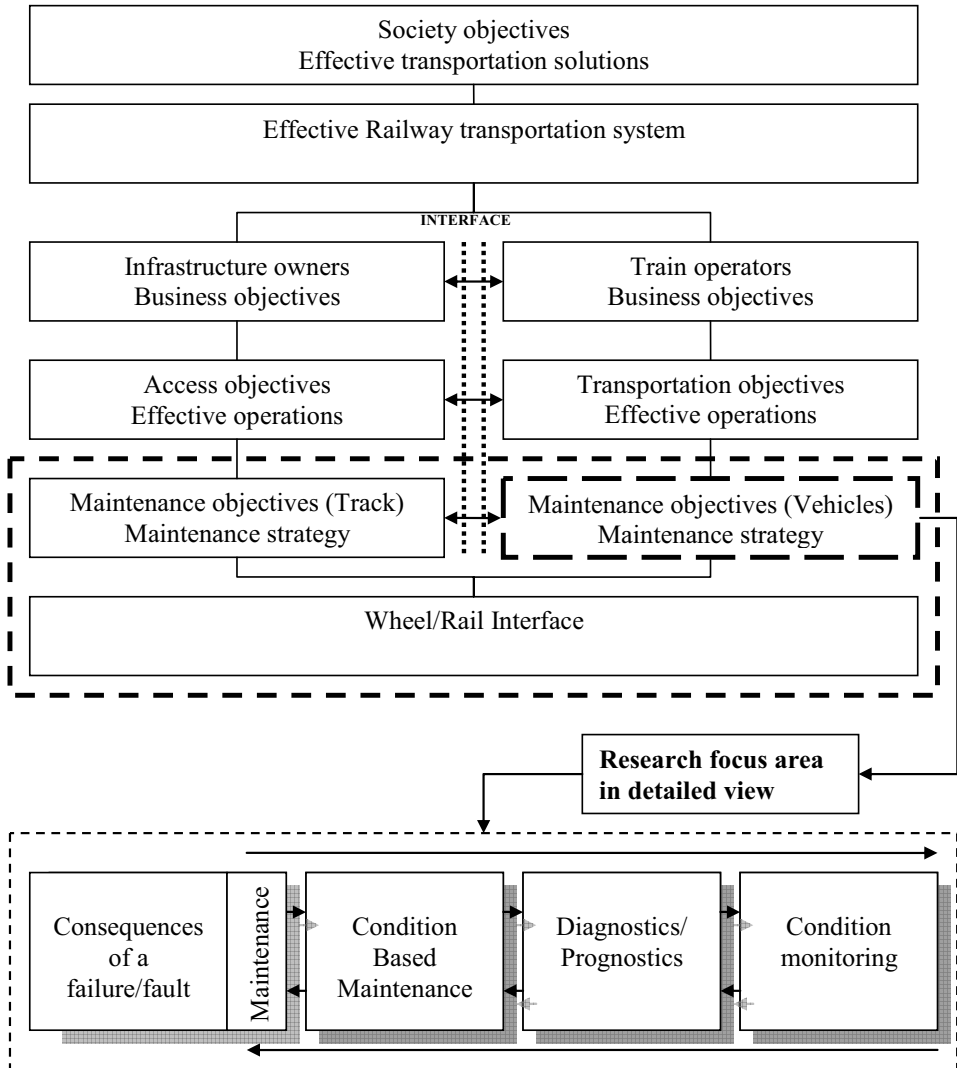 Society objectives
Effective transportation solutions
Effective Railway transportation system
INTERFACE
Infrastructure owners
Business objectives
Train operators
Business objectives
Access objectives
Effective operations
Transportation objectives
Effective operations
Maintenance objectives (Track)
Maintenance strategy
Maintenance objectives (Vehicles)
Maintenance strategy
Wheel/Rail Interface
Research focus area
in detailed view
Consequences
of a
failure/fault
Maintenance
Condition
Based
Maintenance
Diagnostics/
Prognostics
Condition
monitoring